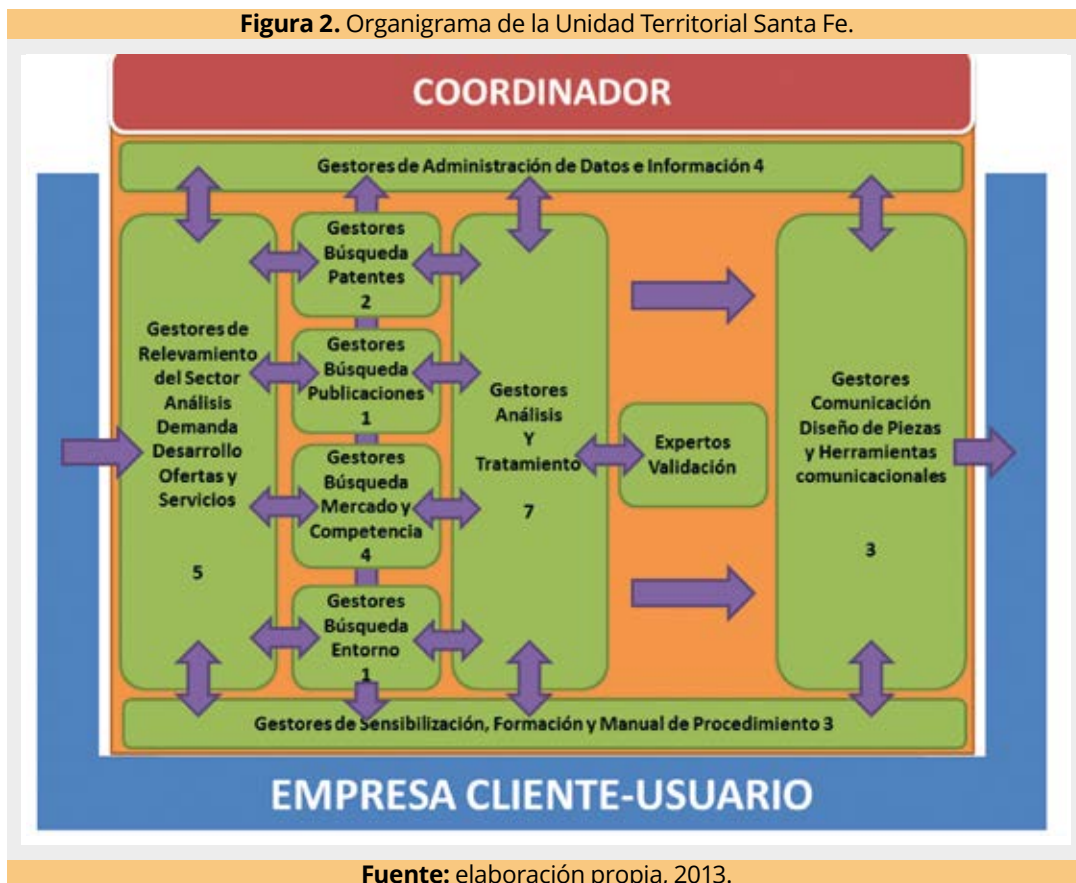 Figura 2. Organigrama de la Unidad Territorial Santa Fe.
COORDINADOR
Gestores de Administración de Datos e Información 4
Gestores de
Relevamiento
del Sector
Análisis
Demanda
Desarrollo
Ofertas y
Servicios
5
Gestores
Búsqueda
Patentes
2
Gestores
Búsqueda
Publicaciones
1
Gestores
Búsqueda
Mercado y
Competencia
4
Gestores
Búsqueda
Entorno
1
Gestores
Análisis
Y
Tratamiento
7
Expertos
Validación
Gestores
Comunicación
Diseño de Piezas
y Herramientas
comunicacionales
3
Gestores de Sensibilización, Formación y Manual de Procedimiento 3
EMPRESA CLIENTE-USUARIO
Fuente: elaboración propia, 2013.